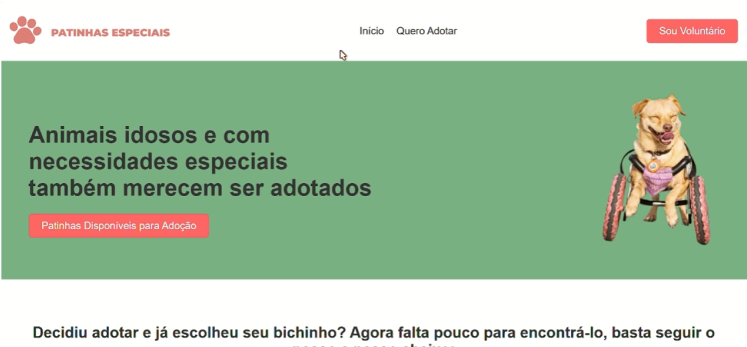 PATINHAS ESPECIAIS
Início
Quero Adotar
Sou Voluntário
Animais idosos e com
necessidades especiais
também merecem ser adotados
Patinhas Disponíveis para Adoção
Decidiu adotar e já escolheu seu bichinho? Agora falta pouco para encontrá-lo, basta seguir o